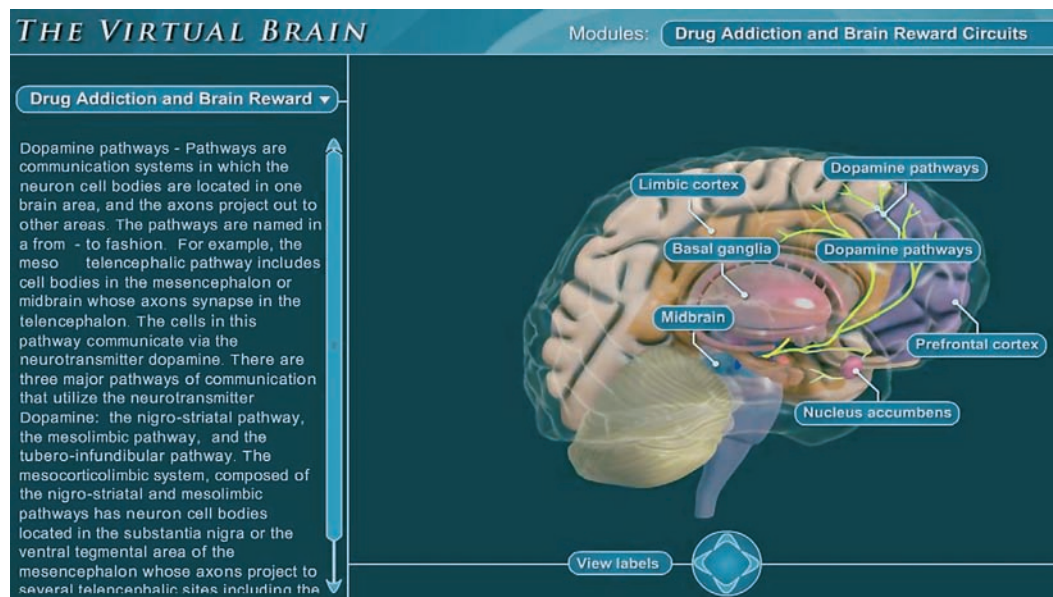 THE VIRTUAL BRAIN
Modules: Drug Addiction and Brain Reward Circuits
Drug Addiction and Brain Reward
Dopamine pathways - Pathways are
communication systems in which the
neuron cell bodies are located in one
brain area, and the axons project out to
other areas. The pathways are named in
a from - to fashion. For example, the
meso telencephalic pathway includes
cell bodies in the mesencephalon or
midbrain whose axons synapse in the
telencephalon. The cells in this
pathway communicate via the
neurotransmitter dopamine. There are
three major pathways of communication
that utilize the neurotransmitter
Dopamine: the nigro-striatal pathway,
the mesolimbic pathway, and the
tubero-infundibular pathway. The
mesocorticolimbic system, composed of
the nigro-striatal and mesolimbic
pathways has neuron cell bodies
located in the substantia nigra or the
ventral tegmental area of the
mesencephalon whose axons project to
several telencephalic sites including the
Dopamine pathways
Limbic cortex
Basal ganglia
Dopamine pathways
Midbrain
Prefrontal cortex
Nucleus accumbens
View labels